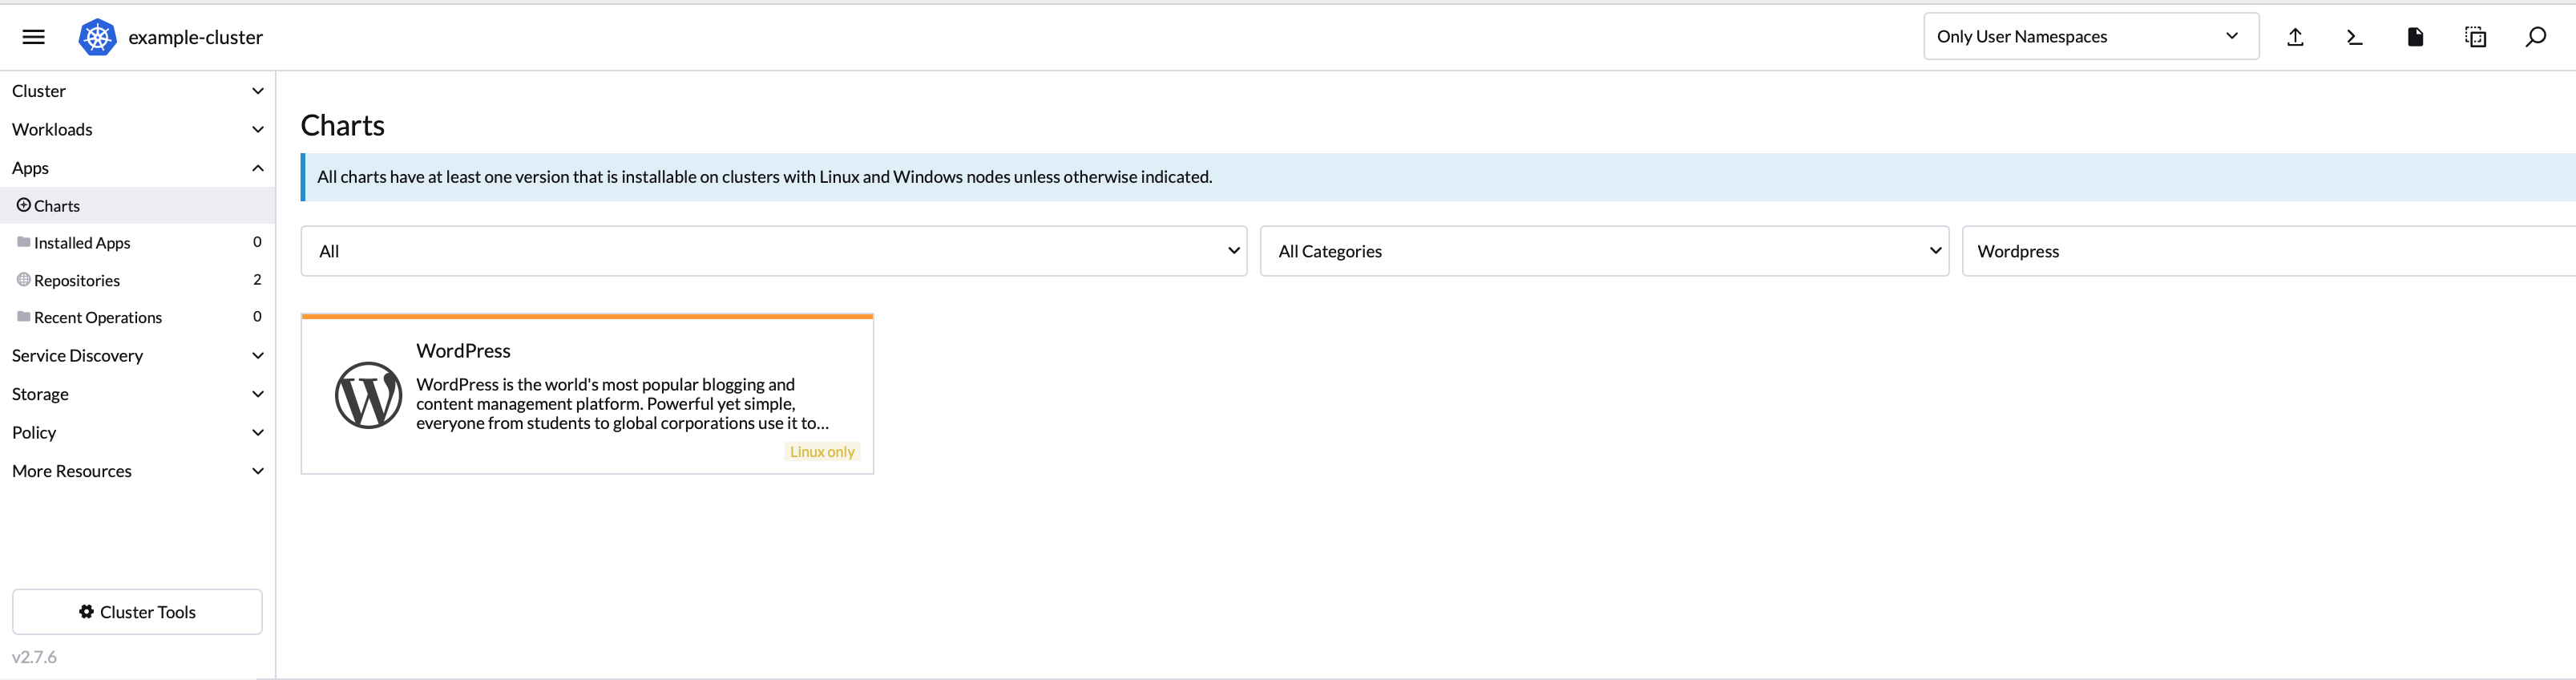 example-cluster
Only User Namespaces
Cluster
Workloads
Apps
Charts
Installed Apps 0
Repositories 2
Recent Operations 0
Service Discovery
Storage
Policy
More Resources
Cluster Tools
v2.7.6
Charts
All charts have at least one version that is installable on clusters with Linux and Windows nodes unless otherwise indicated.
All
All Categories
Wordpress
WordPress
WordPress is the world's most popular blogging and
content management platform. Powerful yet simple,
everyone from students to global corporations use it to...
Linux only